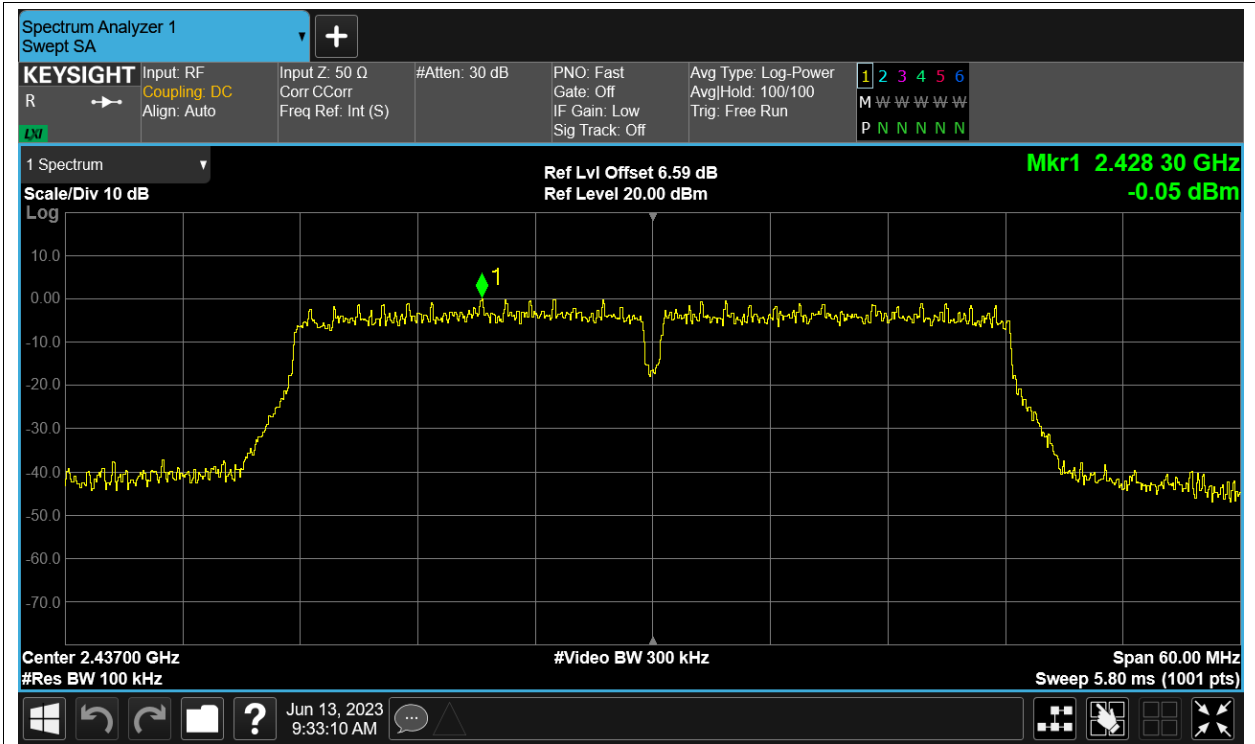 Spectrum Analyzer 1
Swept SA
KEYSIGHT
R
LXI
Input: RF
Coupling: DC
Align: Auto
Input Z: 50 Ω
Corr CCorr
Freq Ref: Int (S)
#Atten: 30 dB
PNO: Fast
Gate: Off
IF Gain: Low
Sig Track: Off
Avg Type: Log-Power
Avg|Hold: 100/100
Trig: Free Run
1 2 3 4 5 6
M W W W W W
P N N N N N
1 Spectrum
Scale/Div 10 dB
Log
Ref Lvl Offset 6.59 dB
Ref Level 20.00 dBm
Mkr1 2.428 30 GHz
-0.05 dBm
1
10.0
0.00
-10.0
-20.0
-30.0
-40.0
-50.0
-60.0
-70.0
Center 2.43700 GHz
#Res BW 100 kHz
#Video BW 300 kHz
Span 60.00 MHz
Sweep 5.80 ms (1001 pts)
?
Jun 13, 2023
9:33:10 AM